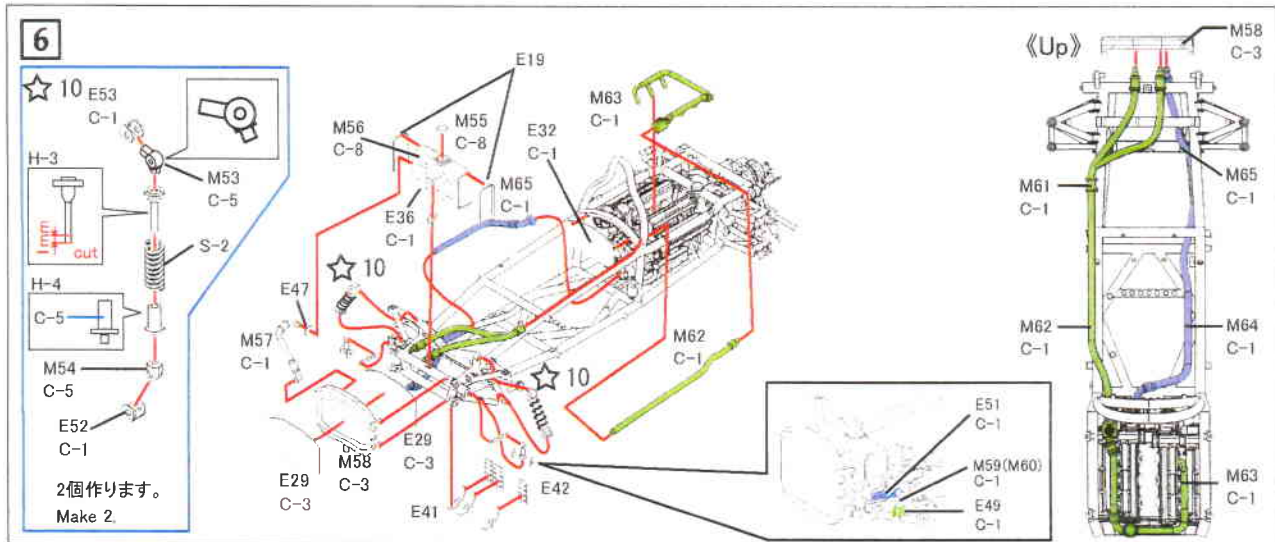 6
10
E53
C-1
H-3
M53
C-5
1mm
cut
S-2
H-4
C-5
M54
C-5
E52
C-1
2個作ります。
Make 2.
E19
M56
C-8
M55
C-8
E36
C-1
M65
C-1
E32
C-1
M63
C-1
10
E47
M57
C-1
M62
C-1
10
E29
C-3
M58
C-3
E29
C-3
E41
E42
E51
C-1
M59(M60)
C-1
E49
C-1
《Up》
M58
C-3
M65
C-1
M61
C-1
M62
C-1
M64
C-1
M63
C-1